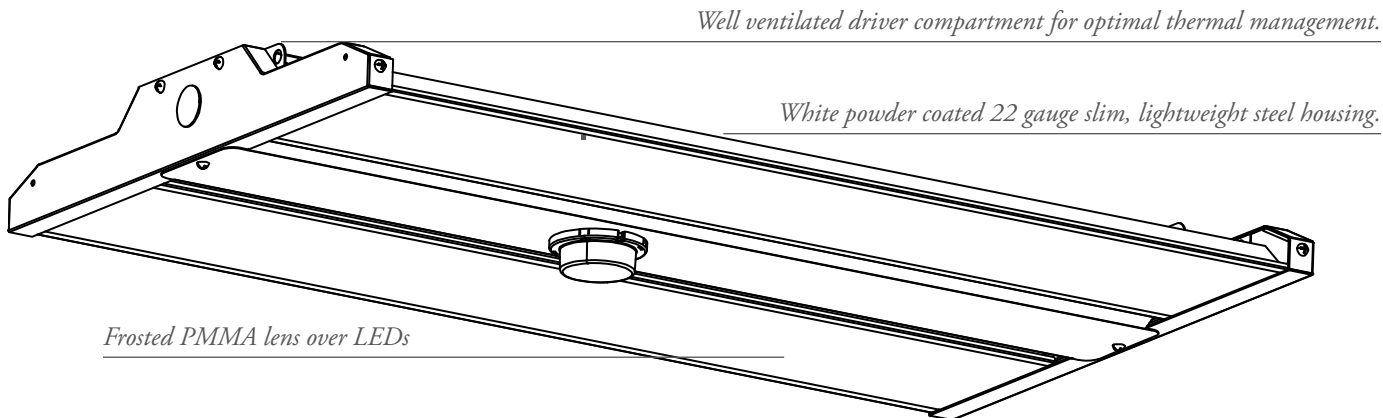 Well ventilated driver compartment for optimal thermal management.
White powder coated 22 gauge slim, lightweight steel housing.
Frosted PMMA lens over LEDs